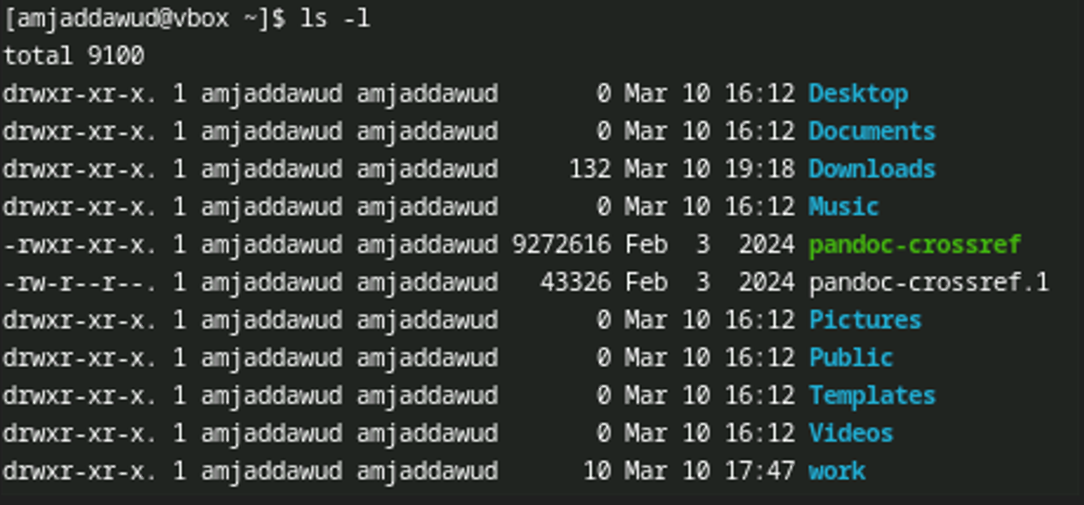 [amjaddawud@vbox ~]$ ls -l
total 9100
drwxr-xr-x. 1 amjaddawud amjaddawud       0 Mar 10 16:12 Desktop
drwxr-xr-x. 1 amjaddawud amjaddawud       0 Mar 10 16:12 Documents
drwxr-xr-x. 1 amjaddawud amjaddawud     132 Mar 10 19:18 Downloads
drwxr-xr-x. 1 amjaddawud amjaddawud       0 Mar 10 16:12 Music
-rwxr-xr-x. 1 amjaddawud amjaddawud 9272616 Feb  3  2024 pandoc-crossref
-rw-r--r--. 1 amjaddawud amjaddawud   43326 Feb  3  2024 pandoc-crossref.1
drwxr-xr-x. 1 amjaddawud amjaddawud       0 Mar 10 16:12 Pictures
drwxr-xr-x. 1 amjaddawud amjaddawud       0 Mar 10 16:12 Public
drwxr-xr-x. 1 amjaddawud amjaddawud       0 Mar 10 16:12 Templates
drwxr-xr-x. 1 amjaddawud amjaddawud       0 Mar 10 16:12 Videos
drwxr-xr-x. 1 amjaddawud amjaddawud      10 Mar 10 17:47 work